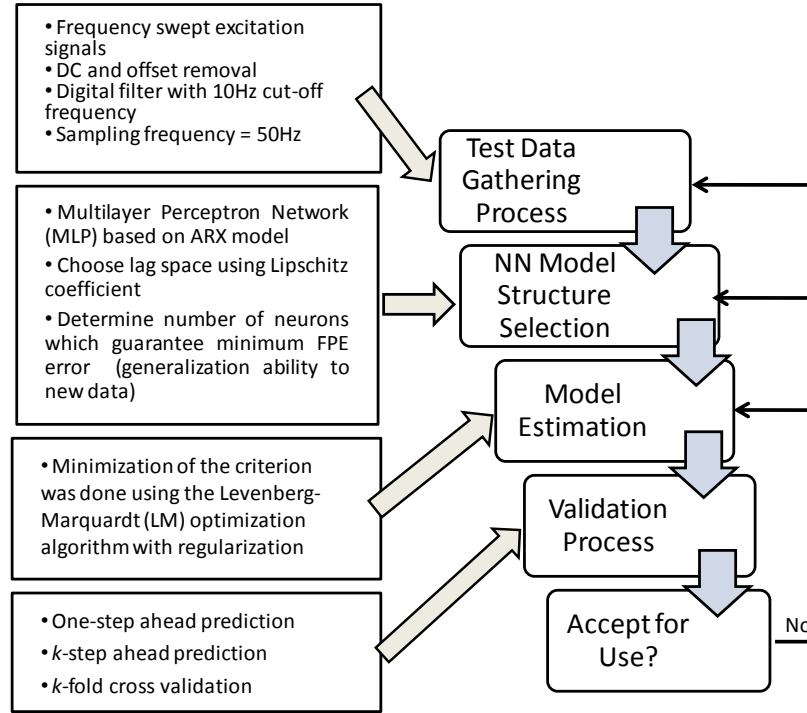 • Frequency swept excitation
signals
• DC and offset removal
• Digital filter with 10Hz cut-off
frequency
• Sampling frequency = 50Hz
Test Data
Gathering
Process
• Multilayer Perceptron Network
(MLP) based on ARX model
• Choose lag space using Lipschitz
coefficient
• Determine number of neurons
which guarantee minimum FPE
error (generalization ability to
new data)
NN Model
Structure
Selection
Model
Estimation
• Minimization of the criterion
was done using the Levenberg-
Marquardt (LM) optimization
algorithm with regularization
Validation
Process
• One-step ahead prediction
• k-step ahead prediction
• k-fold cross validation
Accept for
Use?
No